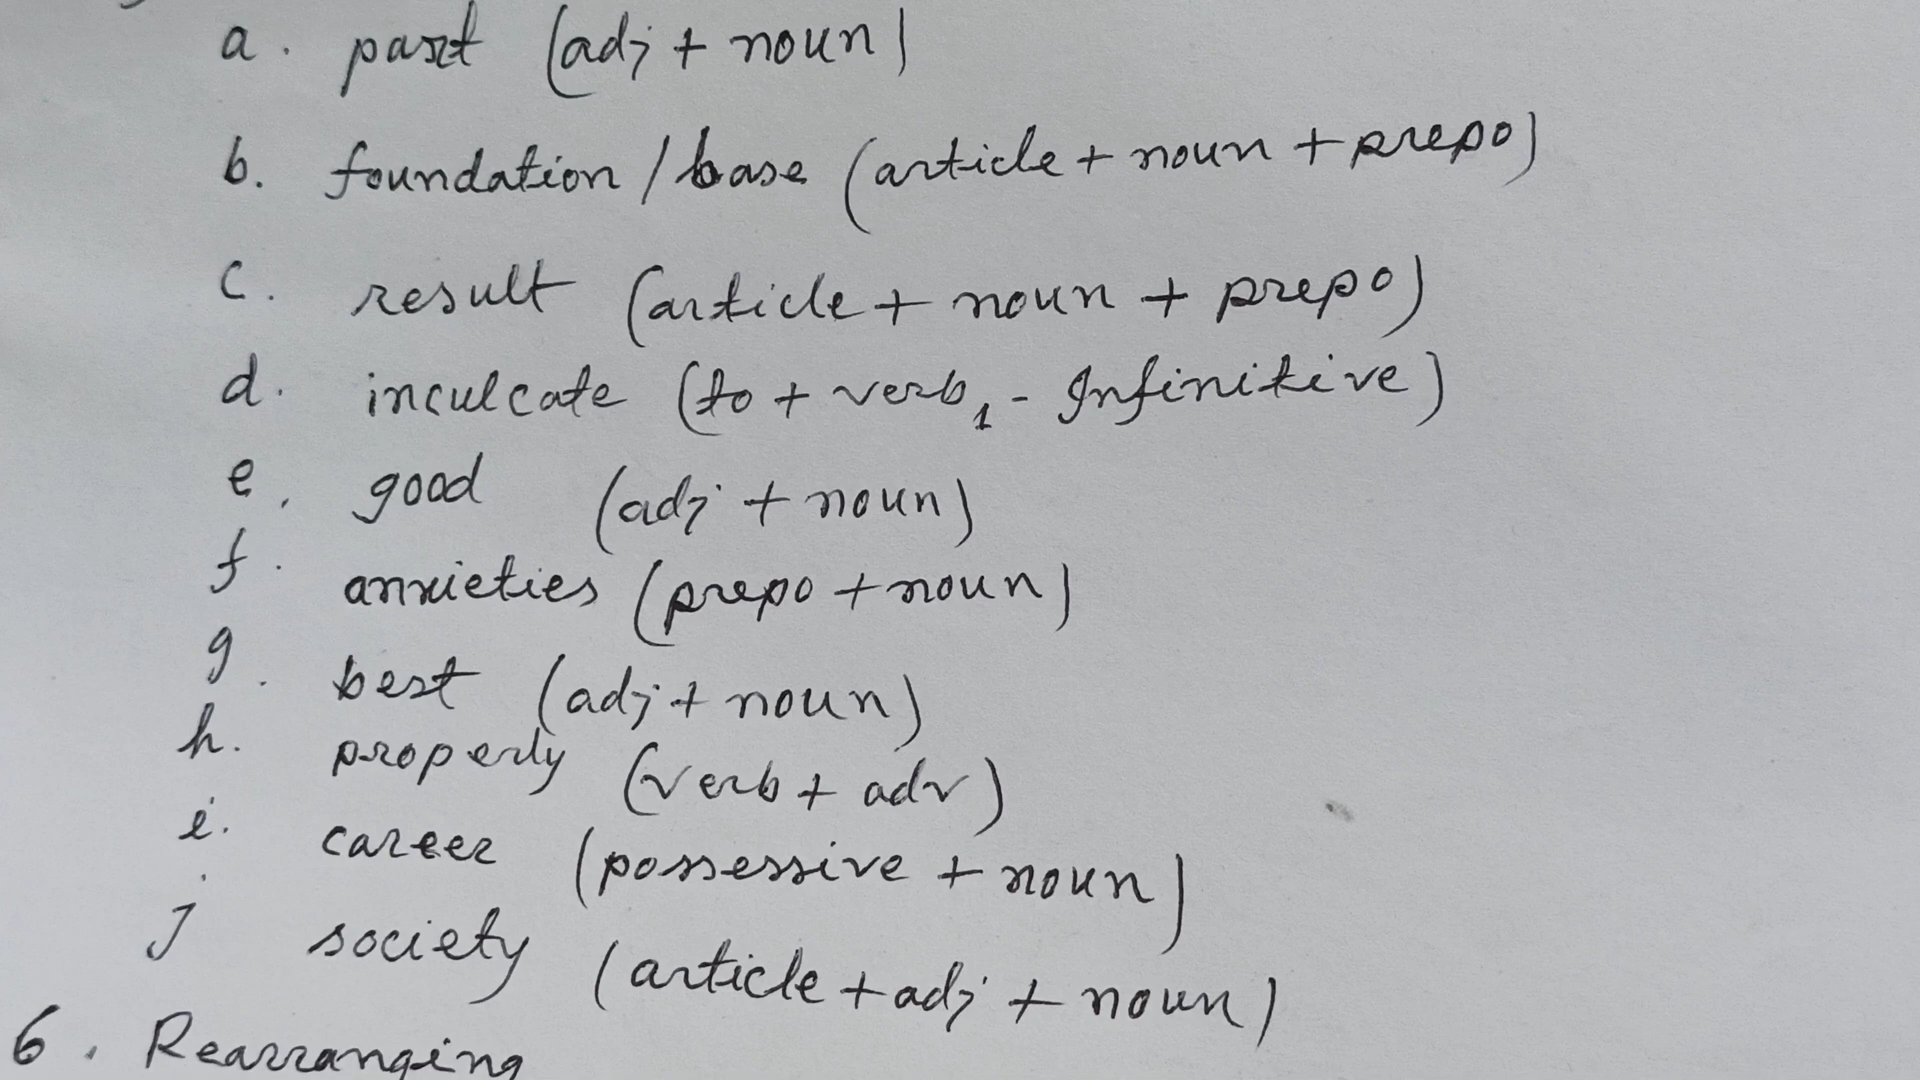 a. part (adj + noun)
b. foundation / base (article + noun + prepo)
c. result (article + noun + prepo)
d. inculcate (to + verb1 - Infinitive)
e. good (adj + noun)
f. anxieties (prepo + noun)
g. best (adj + noun)
h. properly (verb + adv)
i. career (possessive + noun)
j society (article + adj + noun)
6. Rearranging